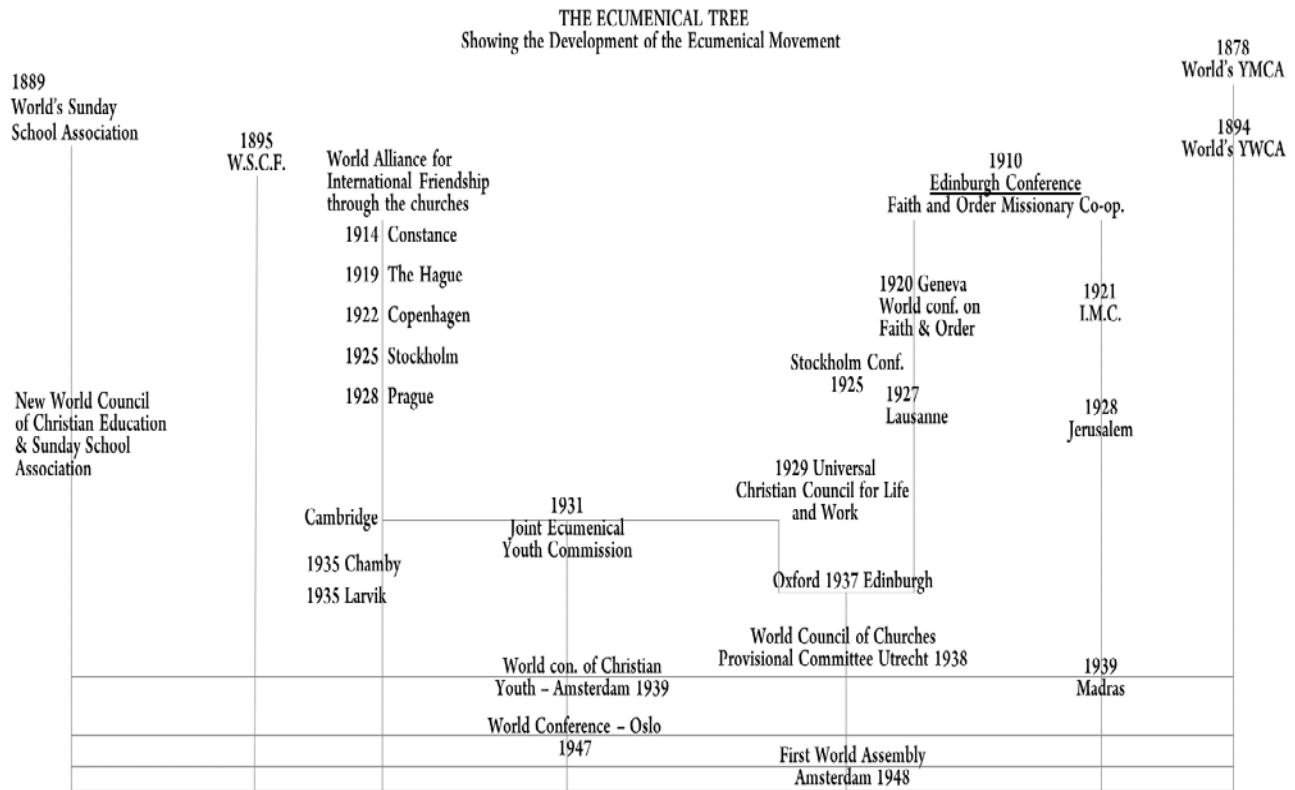 THE ECUMENICAL TREE
Showing the Development of the Ecumenical Movement
1878
World's YMCA
1889
World's Sunday
School Association
1894
World's YWCA
1895
W.S.C.F.
World Alliance for
International Friendship
through the churches
1914 Constance
1919 The Hague
1922 Copenhagen
1925 Stockholm
1928 Prague
1910
Edinburgh Conference
Faith and Order Missionary Co-op.
1920 Geneva
World conf. on
Faith & Order
1921
I.M.C.
Stockholm Conf.
1925
1927
Lausanne
1928
Jerusalem
New World Council
of Christian Education
& Sunday School
Association
1929 Universal
Christian Council for Life
and Work
Cambridge
1931
Joint Ecumenical
Youth Commission
1935 Chamby
1935 Larvik
Oxford 1937 Edinburgh
World Council of Churches
Provisional Committee Utrecht 1938
World con. of Christian
Youth – Amsterdam 1939
1939
Madras
World Conference – Oslo
1947
First World Assembly
Amsterdam 1948